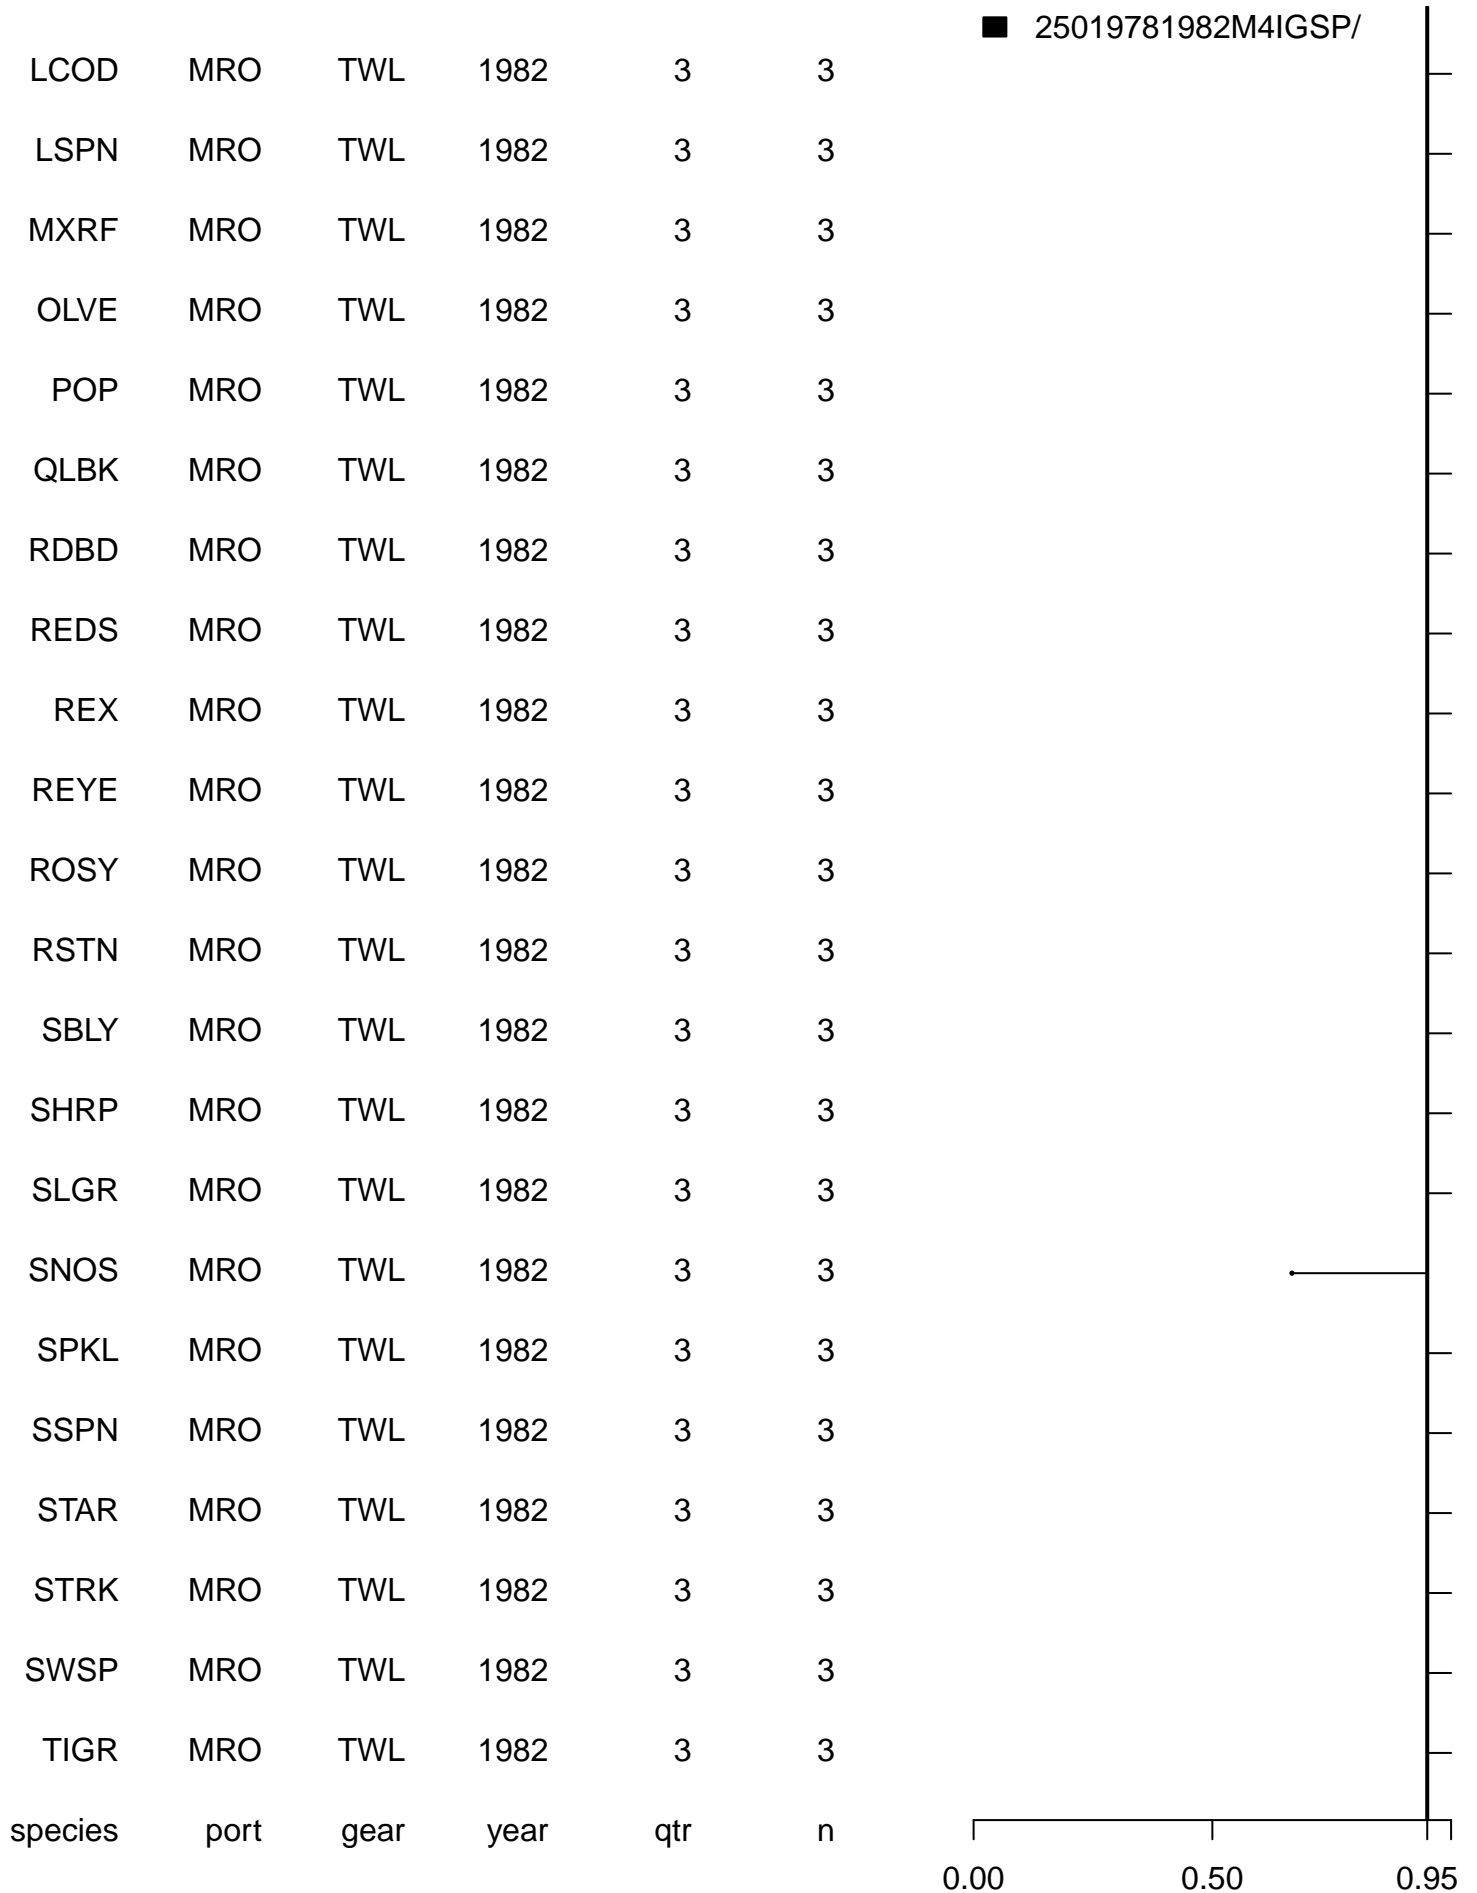 25019781982M4IGSP/
LCOD MRO TWL 1982 3 3
LSPN MRO TWL 1982 3 3
MXRF MRO TWL 1982 3 3
OLVE MRO TWL 1982 3 3
POP MRO TWL 1982 3 3
QLBK MRO TWL 1982 3 3
RDBD MRO TWL 1982 3 3
REDS MRO TWL 1982 3 3
REX MRO TWL 1982 3 3
REYE MRO TWL 1982 3 3
ROSY MRO TWL 1982 3 3
RSTN MRO TWL 1982 3 3
SBLY MRO TWL 1982 3 3
SHRP MRO TWL 1982 3 3
SLGR MRO TWL 1982 3 3
SNOS MRO TWL 1982 3 3
SPKL MRO TWL 1982 3 3
SSPN MRO TWL 1982 3 3
STAR MRO TWL 1982 3 3
STRK MRO TWL 1982 3 3
SWSP MRO TWL 1982 3 3
TIGR MRO TWL 1982 3 3
species port gear year qtr n
0.00 0.50 0.95